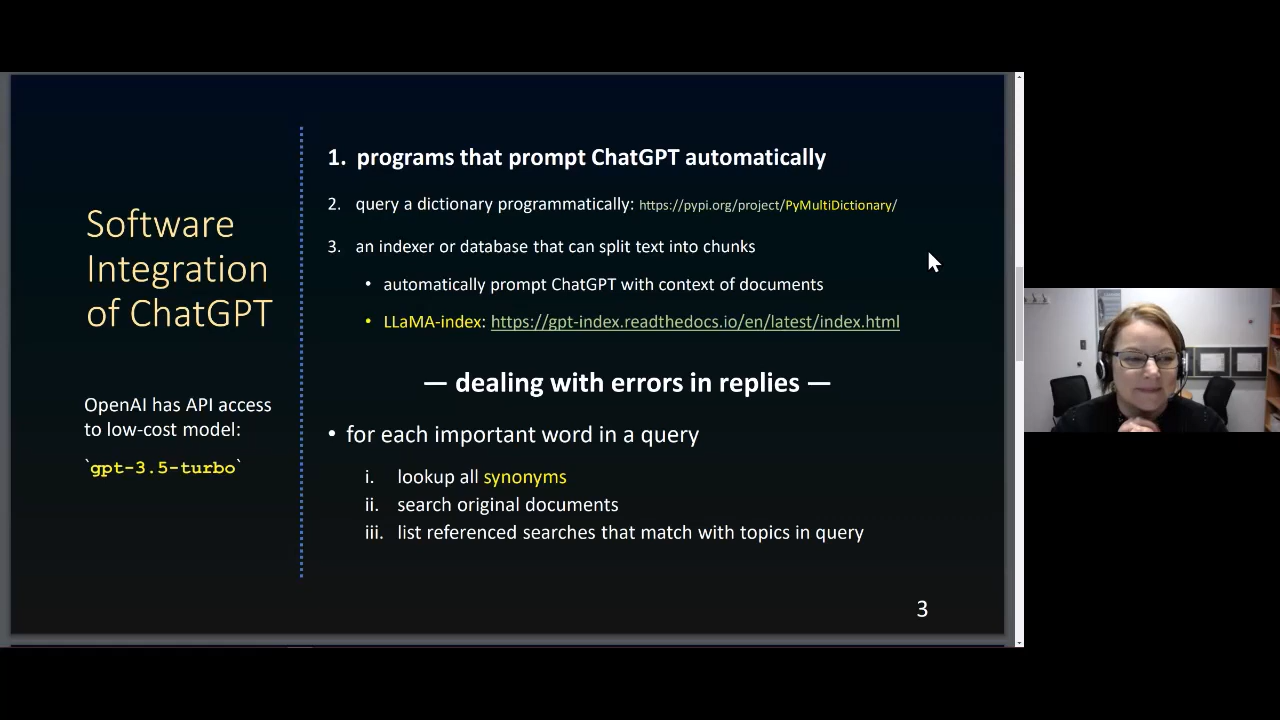 Software
Integration
of ChatGPT
OpenAI has API access
to low-cost model:
`gpt-3.5-turbo`
1. programs that prompt ChatGPT automatically
2. query a dictionary programmatically: https://pypi.org/project/PyMultiDictionary/
3. an indexer or database that can split text into chunks
• automatically prompt ChatGPT with context of documents
• LLaMA-index: https://gpt-index.readthedocs.io/en/latest/index.html
— dealing with errors in replies —
• for each important word in a query
i. lookup all synonyms
ii. search original documents
iii. list referenced searches that match with topics in query
3